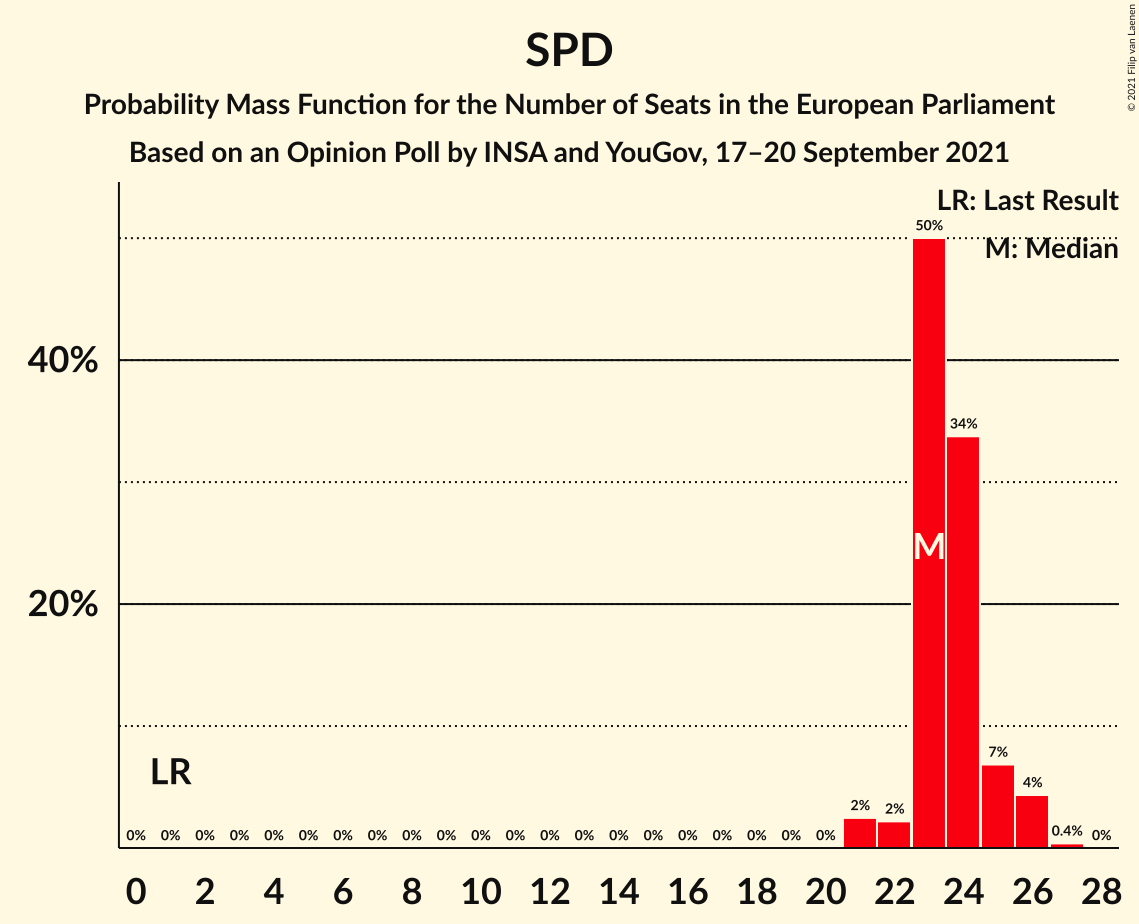 SPD
Probability Mass Function for the Number of Seats in the European Parliament
Based on an Opinion Poll by INSA and YouGov, 17–20 September 2021
© 2021 Filip van Laenen
LR: Last Result
M: Median
50%
40%
34%
M
20%
LR
7%
4%
2%
2%
0.4%
0% 0% 0% 0% 0% 0% 0% 0% 0% 0% 0% 0% 0% 0% 0% 0% 0% 0% 0% 0% 0% 0%
0 2 4 6 8 10 12 14 16 18 20 22 24 26 28